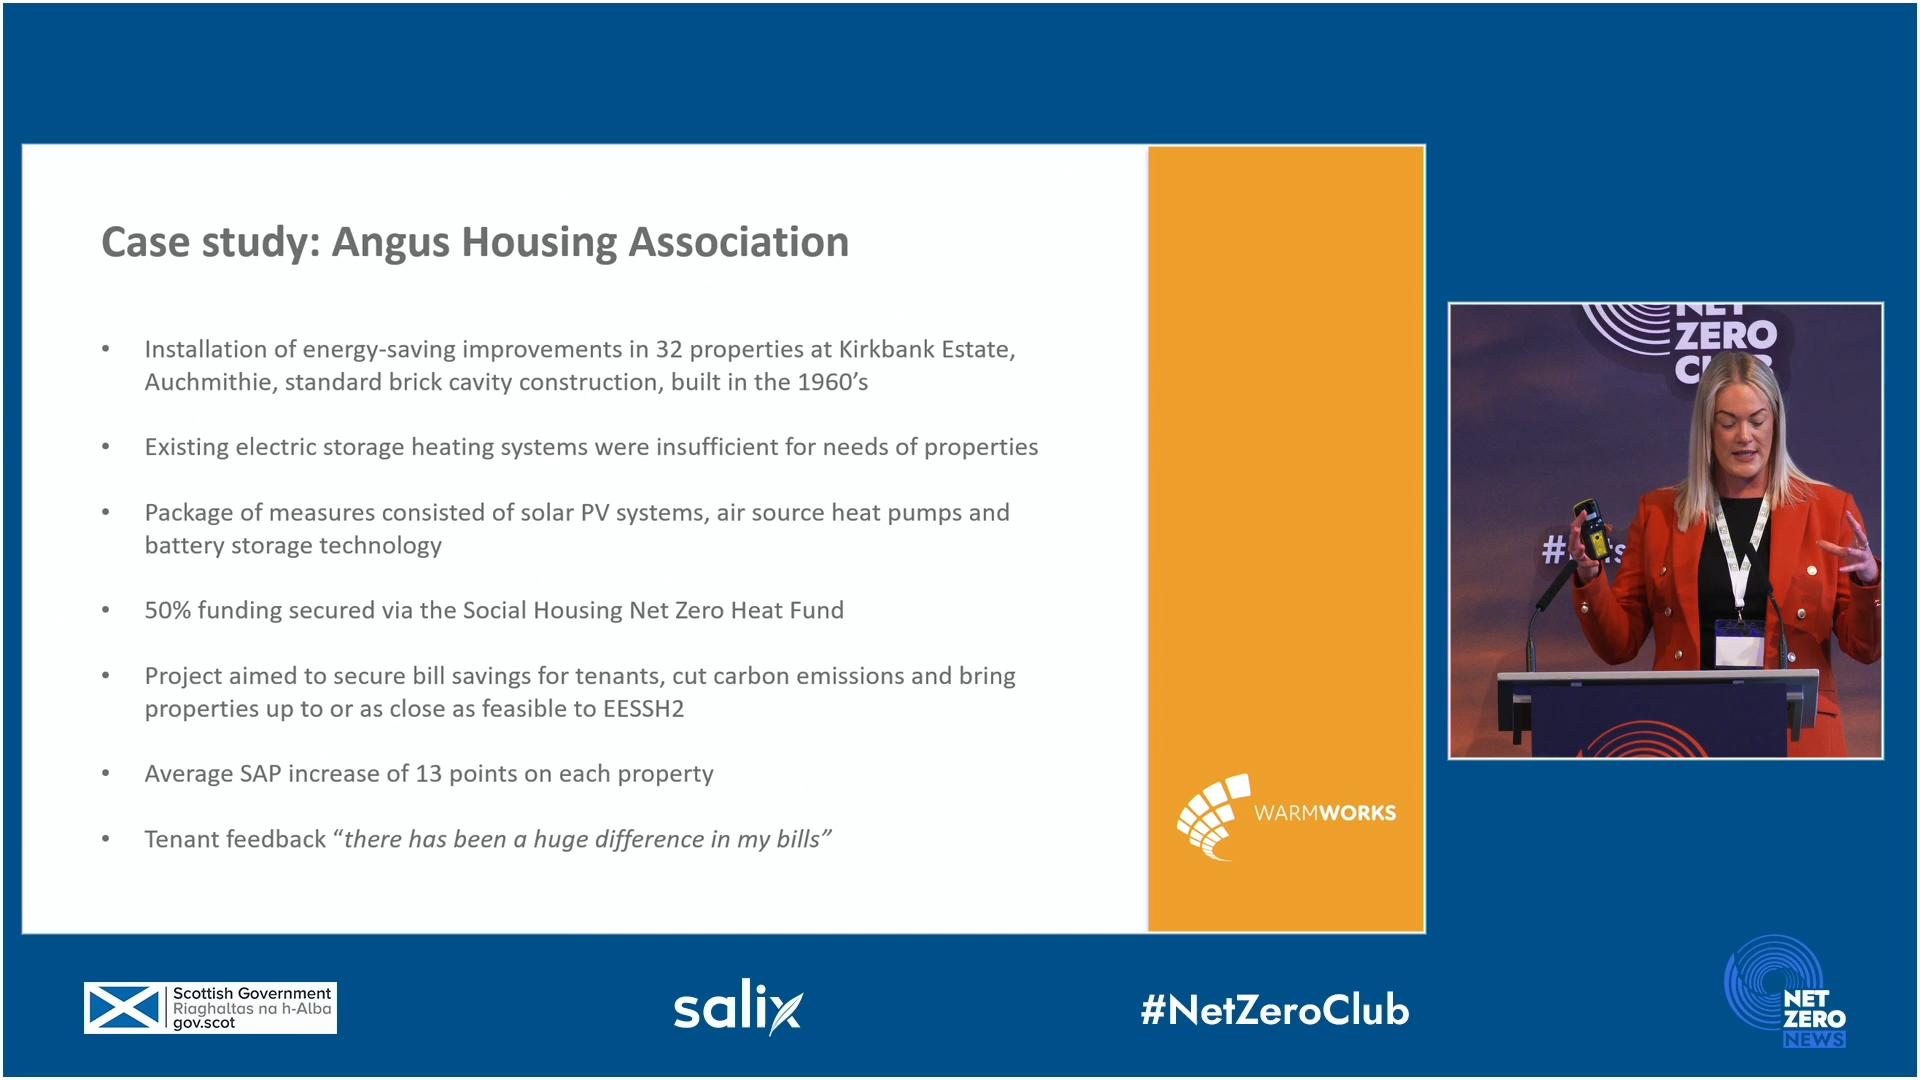 Case study: Angus Housing Association
• Installation of energy-saving improvements in 32 properties at Kirkbank Estate,
Auchmithie, standard brick cavity construction, built in the 1960’s
• Existing electric storage heating systems were insufficient for needs of properties
• Package of measures consisted of solar PV systems, air source heat pumps and
battery storage technology
• 50% funding secured via the Social Housing Net Zero Heat Fund
• Project aimed to secure bill savings for tenants, cut carbon emissions and bring
properties up to or as close as feasible to EESSH2
• Average SAP increase of 13 points on each property
• Tenant feedback “there has been a huge difference in my bills”
WARMWORKS
NET
ZERO
Scottish Government
Riaghaltas na h-Alba
gov.scot
salix
#NetZeroClub
NET
ZERO
NEWS